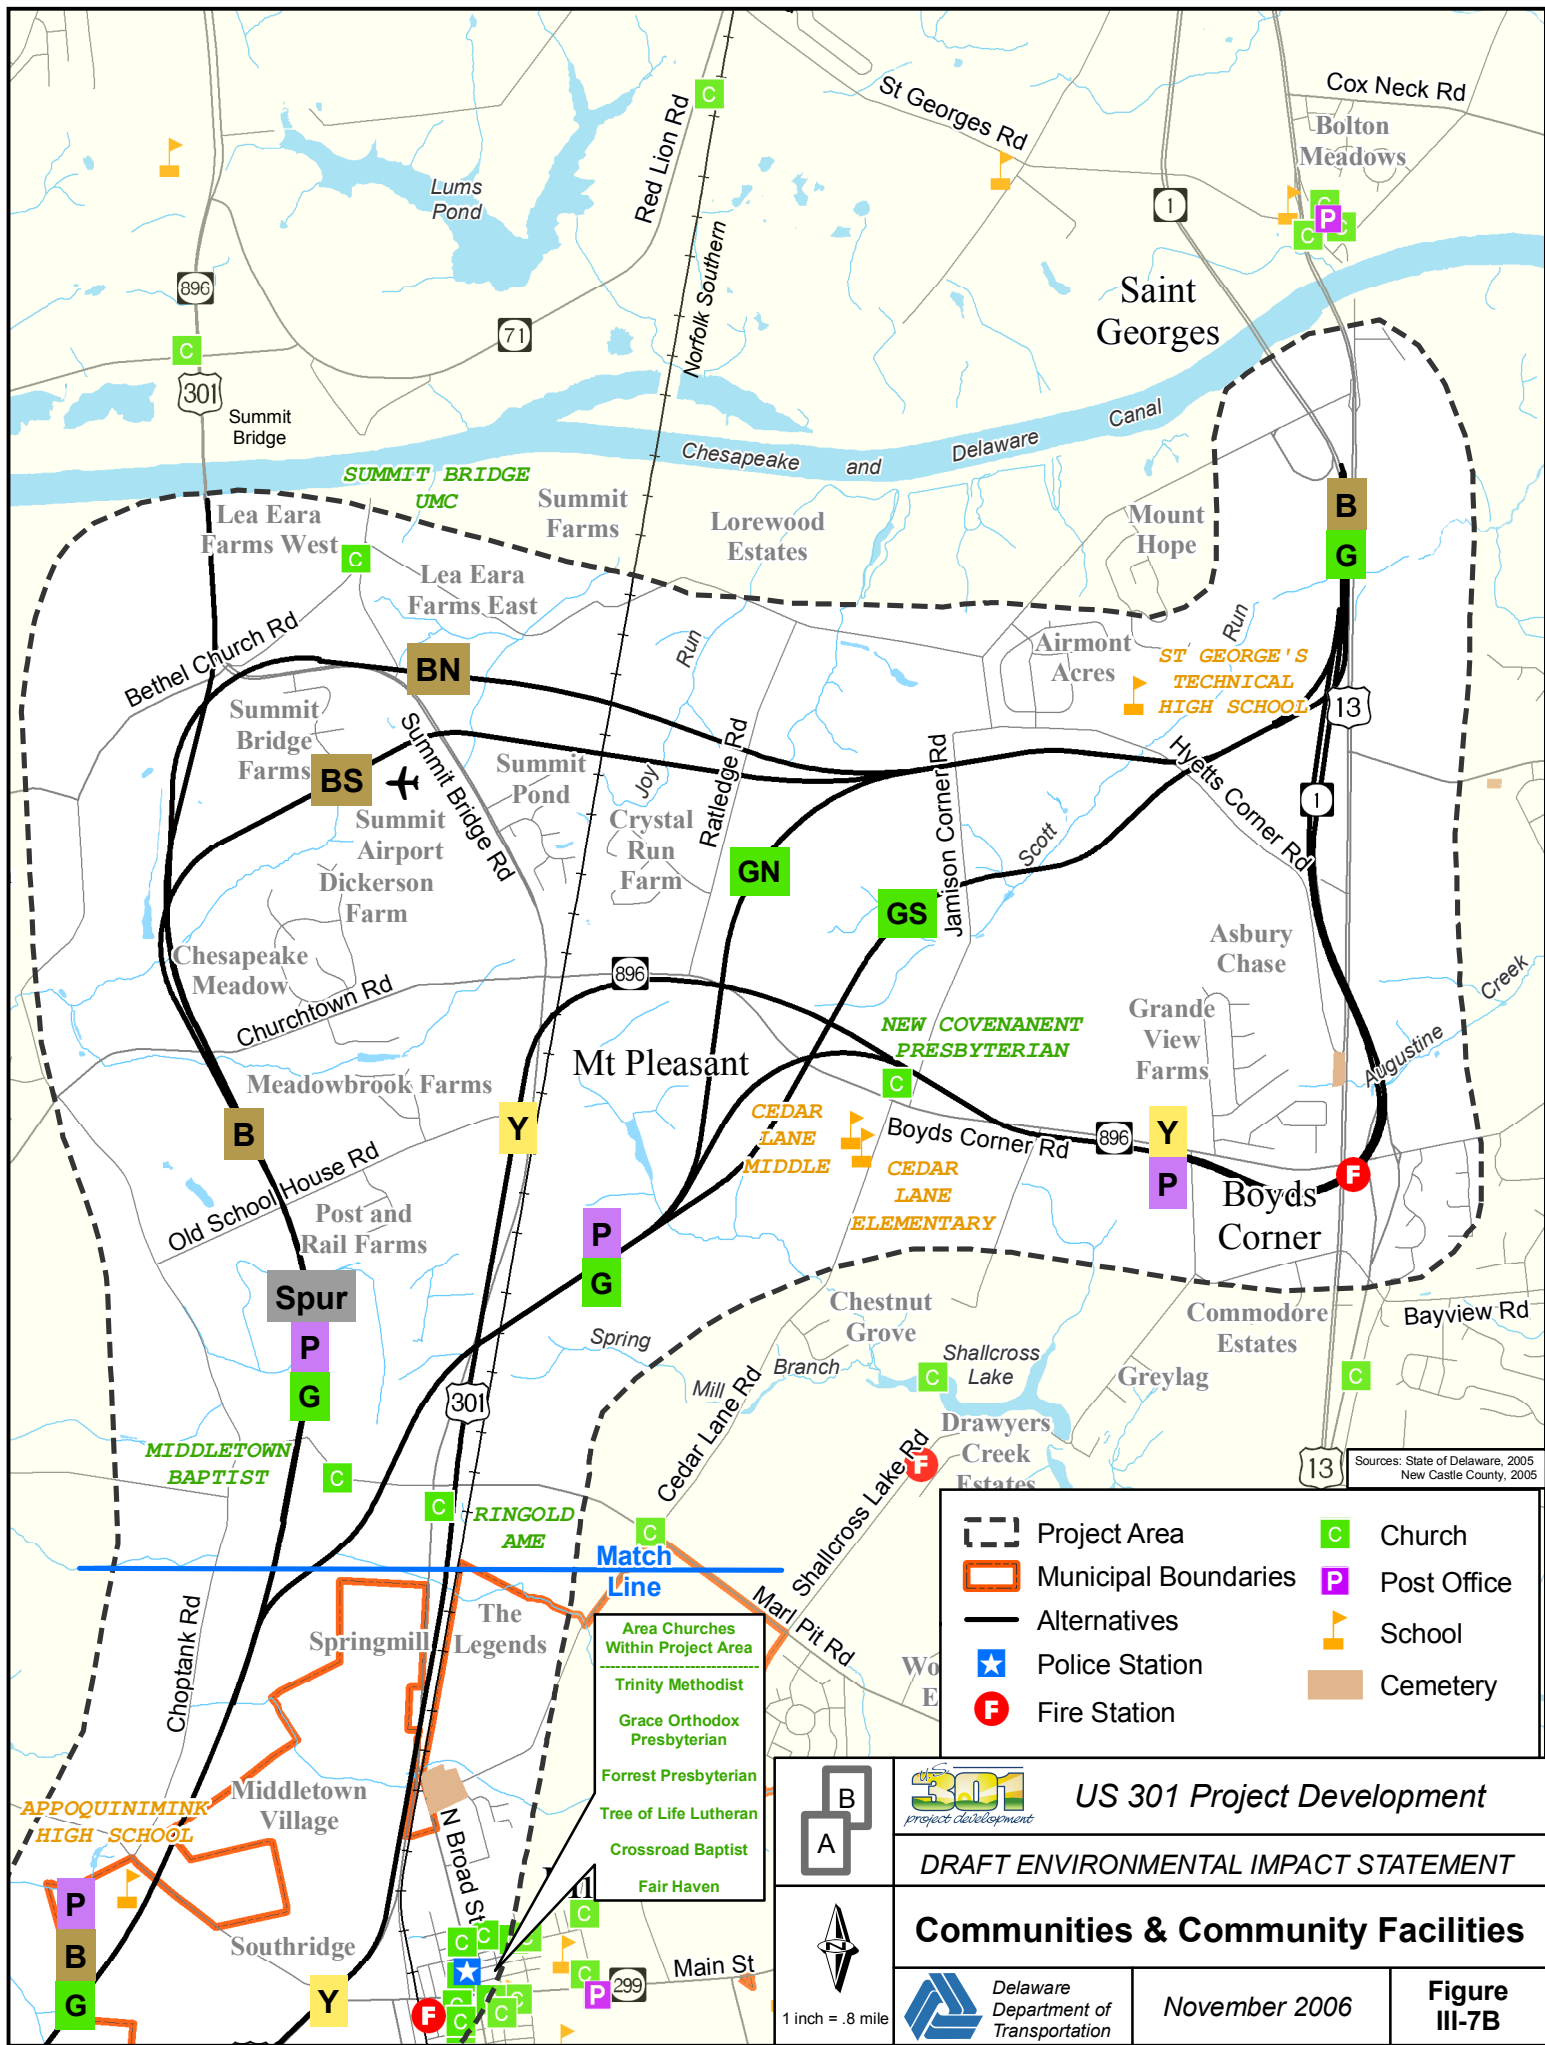 Cox Neck Rd
Bolton
Meadows
St Georges Rd
C
Red Lion Rd
Lums
Pond
Norfolk Southern
1
C
P
C
C
Saint
Georges
896
71
C
301
Summit
Bridge
Chesapeake and Delaware Canal
SUMMIT BRIDGE
UMC
Summit
Farms
Lorewood
Estates
Mount
Hope
B
G
Lea Eara
Farms West
C
Lea Eara
Farms East
Bethel Church Rd
BN
Run
Airmont
Acres
Run
ST GEORGE'S
TECHNICAL
HIGH SCHOOL
13
Summit
Bridge
Farms
BS
Summit Bridge Rd
Summit
Pond
Joy
Ratledge Rd
Jamison Corner Rd
Hyetts Corner Rd
1
Summit
Airport
Crystal
Run
Farm
Scott
GN
GS
Dickerson
Farm
Asbury
Chase
Chesapeake
Meadow
Churchtown Rd
896
Creek
Grande
View
Farms
Augustine
NEW COVENANENT
PRESBYTERIAN
C
Mt Pleasant
Meadowbrook Farms
B
Y
CEDAR
LANE
MIDDLE
Boyds Corner Rd
896
Y
P
F
CEDAR
LANE
ELEMENTARY
Boyds
Corner
Old School House Rd
Post and
Rail Farms
P
G
Spur
P
G
Chestnut
Grove
Commodore
Estates
Bayview Rd
Spring
Mill
Branch
Shallcross
Lake
C
Greylag
C
301
Cedar Lane Rd
Drawyers
Creek
Estates
F
Shallcross Lake Rd
13
Sources: State of Delaware, 2005
New Castle County, 2005
MIDDLETOWN
BAPTIST
C
C
RINGOLD
AME
C
Match
Line
Marl Pit Rd
Choptank Rd
Springmill
The
Legends
Wo
E
Project Area
Municipal Boundaries
Alternatives
Police Station
F Fire Station
C Church
P Post Office
School
Cemetery
Area Churches
Within Project Area
Trinity Methodist
Grace Orthodox
Presbyterian
Forrest Presbyterian
Tree of Life Lutheran
Crossroad Baptist
Fair Haven
Middletown
Village
APPOQUINIMINK
HIGH SCHOOL
N Broad St
P
B
G
Southridge
Y
F
C
C
C
C
C
C
C
C
P
299
Main St
B
A
U.S.
301
project development
US 301 Project Development
DRAFT ENVIRONMENTAL IMPACT STATEMENT
N
1 inch = .8 mile
Communities & Community Facilities
Delaware
Department of
Transportation
November 2006
Figure
III-7B